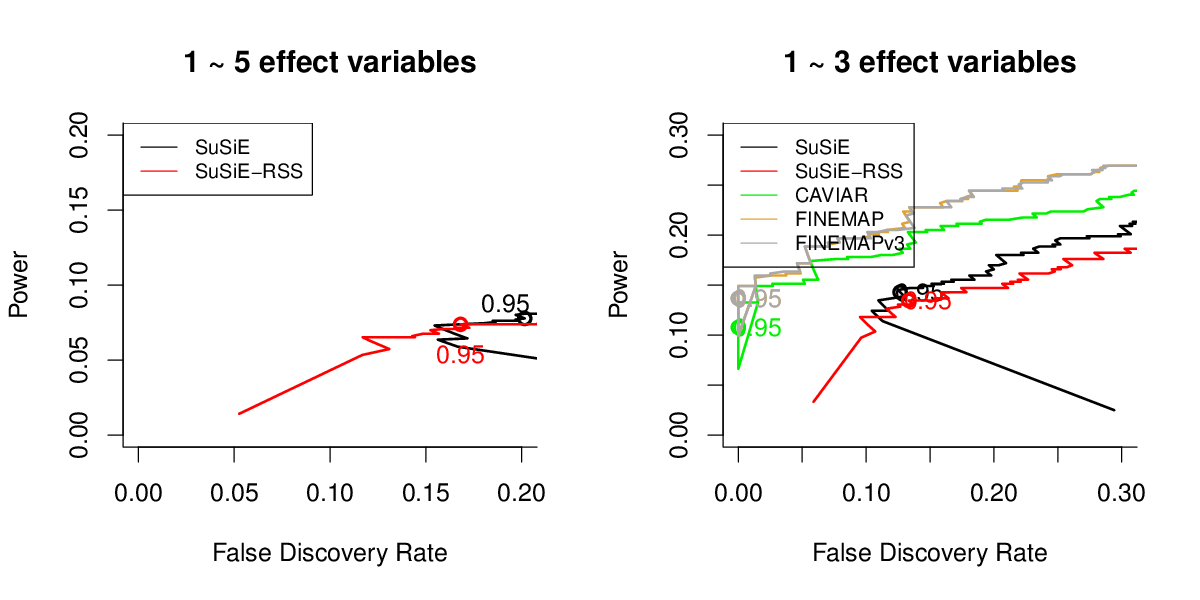 1 ~ 5 effect variables
SuSiE
SuSiE−RSS
0.95
0.95
0.00
0.05
0.10
0.15
0.20
0.00 0.05 0.10 0.15 0.20
False Discovery Rate
Power
1 ~ 3 effect variables
SuSiE
SuSiE−RSS
CAVIAR
FINEMAP
FINEMAPv3
0.95
0.95
0.95
0.95
0.00
0.10
0.20
0.30
0.00 0.10 0.20 0.30
False Discovery Rate
Power